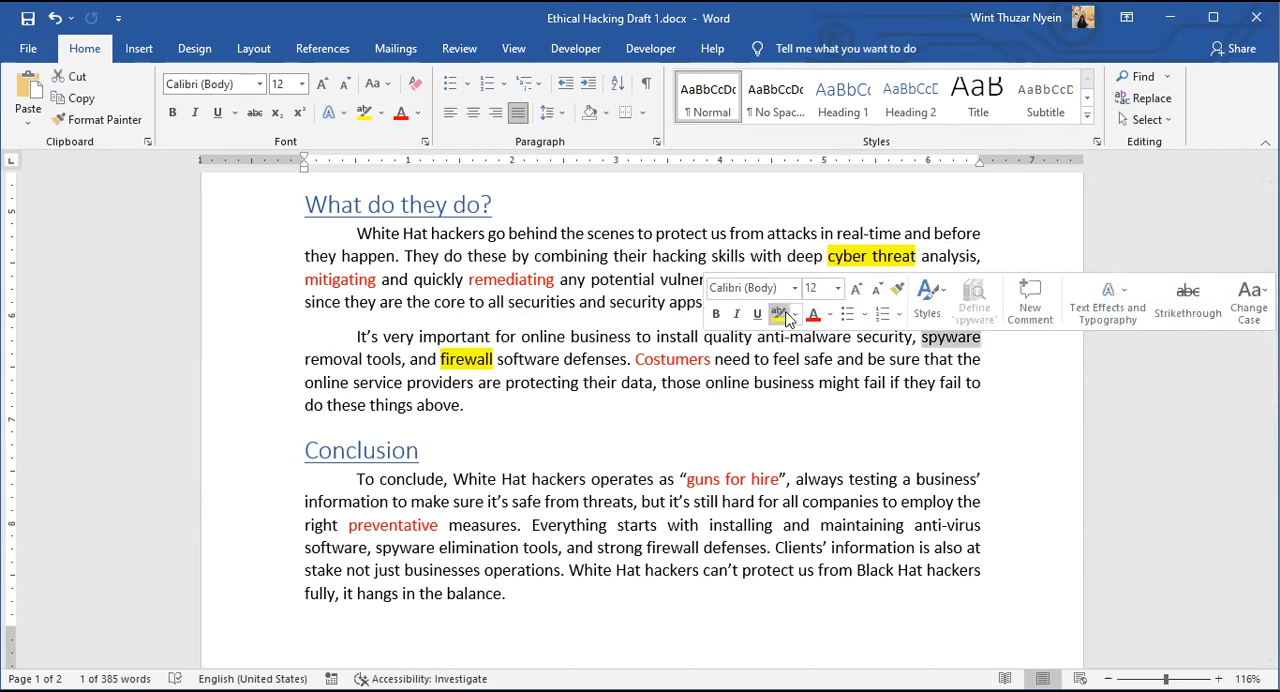 Ethical Hacking Draft 1.docx - Word
Wint Thuzar Nyein
File Home Insert Design Layout References Mailings Review View Developer Developer Help Tell me what you want to do Share
Cut
Copy
Format Painter
Paste
Clipboard
Calibri (Body) 12
Font
Paragraph
AaBbCcDc AaBbCcDc AaBbCc AaBbCcD AaB AaBbCcD
¶ Normal ¶ No Spac... Heading 1 Heading 2 Title Subtitle
Styles
Find
Replace
Select
Editing
1 1 2 3 4 5 6 7
What do they do?
White Hat hackers go behind the scenes to protect us from attacks in real-time and before
they happen. They do these by combining their hacking skills with deep cyber threat analysis,
mitigating and quickly remediating any potential vulner
since they are the core to all securities and security apps
Calibri (Body) 12
Styles
Define "spyware"
New Comment
Text Effects and Typography
Strikethrough
Change Case
It's very important for online business to install quality anti-malware security, spyware
removal tools, and firewall software defenses. Costumers need to feel safe and be sure that the
online service providers are protecting their data, those online business might fail if they fail to
do these things above.
Conclusion
To conclude, White Hat hackers operates as “guns for hire”, always testing a business’
information to make sure it’s safe from threats, but it’s still hard for all companies to employ the
right preventative measures. Everything starts with installing and maintaining anti-virus
software, spyware elimination tools, and strong firewall defenses. Clients’ information is also at
stake not just businesses operations. White Hat hackers can’t protect us from Black Hat hackers
fully, it hangs in the balance.
Page 1 of 2 1 of 385 words English (United States) Accessibility: Investigate 116%